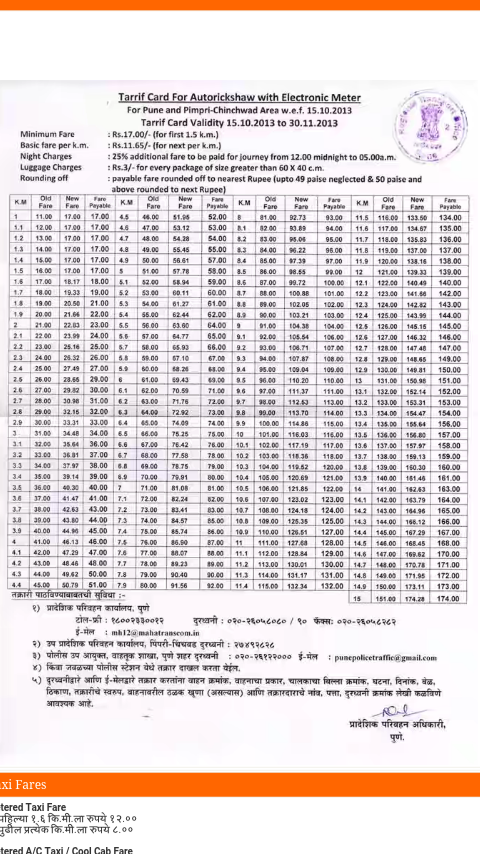 Tarrif Card For Autorickshaw with Electronic Meter
For Pune and Pimpri-Chinchwad Area w.e.f. 15.10.2013
Tarrif Card Validity 15.10.2013 to 30.11.2013
Minimum Fare : Rs.17.00/- (for first 1.5 k.m.)
Basic fare per k.m. : Rs.11.65/- (for next per k.m.)
Night Charges : 25% additional fare to be paid for journey from 12.00 midnight to 05.00a.m.
Luggage Charges : Rs.3/- for every package of size greater than 60 X 40 c.m.
Rounding off : payable fare rounded off to nearest Rupee (upto 49 paise neglected & 50 paise and
above rounded to next Rupee)
K.M Old Fare New Fare Fare Payable K.M Old Fare New Fare Fare Payable K.M Old Fare New Fare Fare Payable K.M Old Fare New Fare Fare Payable
1 11.00 17.00 17.00 4.5 46.00 51.95 52.00 8 81.00 92.73 93.00 11.5 116.00 133.50 134.00
1.1 12.00 17.00 17.00 4.6 47.00 53.12 53.00 8.1 82.00 93.89 94.00 11.6 117.00 134.67 135.00
1.2 13.00 17.00 17.00 4.7 48.00 54.28 54.00 8.2 83.00 95.06 95.00 11.7 118.00 135.83 136.00
1.3 14.00 17.00 17.00 4.8 49.00 55.45 55.00 8.3 84.00 96.22 96.00 11.8 119.00 137.00 137.00
1.4 15.00 17.00 17.00 4.9 50.00 56.61 57.00 8.4 85.00 97.39 97.00 11.9 120.00 138.16 138.00
1.5 16.00 17.00 17.00 5 51.00 57.78 58.00 8.5 86.00 98.55 99.00 12 121.00 139.33 139.00
1.6 17.00 18.17 18.00 5.1 52.00 58.94 59.00 8.6 87.00 99.72 100.00 12.1 122.00 140.49 140.00
1.7 18.00 19.33 19.00 5.2 53.00 60.11 60.00 8.7 88.00 100.88 101.00 12.2 123.00 141.66 142.00
1.8 19.00 20.50 21.00 5.3 54.00 61.27 61.00 8.8 89.00 102.05 102.00 12.3 124.00 142.82 143.00
1.9 20.00 21.66 22.00 5.4 55.00 62.44 62.00 8.9 90.00 103.21 103.00 12.4 125.00 143.99 144.00
2 21.00 22.83 23.00 5.5 56.00 63.60 64.00 9 91.00 104.38 104.00 12.5 126.00 145.15 145.00
2.1 22.00 23.99 24.00 5.6 57.00 64.77 65.00 9.1 92.00 105.54 106.00 12.6 127.00 146.32 146.00
2.2 23.00 25.16 25.00 5.7 58.00 65.93 66.00 9.2 93.00 106.71 107.00 12.7 128.00 147.48 147.00
2.3 24.00 26.32 26.00 5.8 59.00 67.10 67.00 9.3 94.00 107.87 108.00 12.8 129.00 148.65 149.00
2.4 25.00 27.49 27.00 5.9 60.00 68.26 68.00 9.4 95.00 109.04 109.00 12.9 130.00 149.81 150.00
2.5 26.00 28.65 29.00 6 61.00 69.43 69.00 9.5 96.00 110.20 110.00 13 131.00 150.98 151.00
2.6 27.00 29.82 30.00 6.1 62.00 70.59 71.00 9.6 97.00 111.37 111.00 13.1 132.00 152.14 152.00
2.7 28.00 30.98 31.00 6.2 63.00 71.76 72.00 9.7 98.00 112.53 113.00 13.2 133.00 153.31 153.00
2.8 29.00 32.15 32.00 6.3 64.00 72.92 73.00 9.8 99.00 113.70 114.00 13.3 134.00 154.47 154.00
2.9 30.00 33.31 33.00 6.4 65.00 74.09 74.00 9.9 100.00 114.86 115.00 13.4 135.00 155.64 156.00
3 31.00 34.48 34.00 6.5 66.00 75.25 75.00 10 101.00 116.03 116.00 13.5 136.00 156.80 157.00
3.1 32.00 35.64 36.00 6.6 67.00 76.42 76.00 10.1 102.00 117.19 117.00 13.6 137.00 157.97 158.00
3.2 33.00 36.81 37.00 6.7 68.00 77.58 78.00 10.2 103.00 118.36 118.00 13.7 138.00 159.13 159.00
3.3 34.00 37.97 38.00 6.8 69.00 78.75 79.00 10.3 104.00 119.52 120.00 13.8 139.00 160.30 160.00
3.4 35.00 39.14 39.00 6.9 70.00 79.91 80.00 10.4 105.00 120.69 121.00 13.9 140.00 161.46 161.00
3.5 36.00 40.30 40.00 7 71.00 81.08 81.00 10.5 106.00 121.85 122.00 14 141.00 162.63 163.00
3.6 37.00 41.47 41.00 7.1 72.00 82.24 82.00 10.6 107.00 123.02 123.00 14.1 142.00 163.79 164.00
3.7 38.00 42.63 43.00 7.2 73.00 83.41 83.00 10.7 108.00 124.18 124.00 14.2 143.00 164.96 165.00
3.8 39.00 43.80 44.00 7.3 74.00 84.57 85.00 10.8 109.00 125.35 125.00 14.3 144.00 166.12 166.00
3.9 40.00 44.96 45.00 7.4 75.00 85.74 86.00 10.9 110.00 126.51 127.00 14.4 145.00 167.29 167.00
4 41.00 46.13 46.00 7.5 76.00 86.90 87.00 11 111.00 127.68 128.00 14.5 146.00 168.45 168.00
4.1 42.00 47.29 47.00 7.6 77.00 88.07 88.00 11.1 112.00 128.84 129.00 14.6 147.00 169.62 170.00
4.2 43.00 48.46 48.00 7.7 78.00 89.23 89.00 11.2 113.00 130.01 130.00 14.7 148.00 170.78 171.00
4.3 44.00 49.62 50.00 7.8 79.00 90.40 90.00 11.3 114.00 131.17 131.00 14.8 149.00 171.95 172.00
4.4 45.00 50.79 51.00 7.9 80.00 91.56 92.00 11.4 115.00 132.34 132.00 14.9 150.00 173.11 173.00
15 151.00 174.28 174.00
तक्रारी पाठविण्याबाबतची सुविधा :-
१) प्रादेशिक परिवहन कार्यालय, पुणे
टोल-फ्री : १८००२३३००१२ दुरध्वनी : ०२०-२६०५८०८० / ९० फॅक्स: ०२०-२६०५८२८२
ई-मेल : mh12@mahatranscom.in
२) उप प्रादेशिक परिवहन कार्यालय, पिंपरी-चिंचवड दुरध्वनी : २७४९२८२८
३) पोलीस उप आयुक्त, वाहतुक शाखा, पुणे शहर दुरध्वनी : ०२०-२६१२२००० ई-मेल : punepolicetraffic@gmail.com
४) किंवा जवळच्या पोलीस स्टेशन येथे तक्रार दाखल करता येईल.
५) दुरध्वनीद्वारे आणि ई-मेलद्वारे तक्रार करतांना वाहन क्रमांक, वाहनाचा प्रकार, चालकाचा बिल्ला क्रमांक, घटना, दिनांक, वेळ,
ठिकाण, तक्रारीचे स्वरुप, वाहनावरील ठळक खुणा (असल्यास) आणि तक्रारदाराचे नांव, पत्ता, दुरध्वनी क्रमांक लेखी कळविणे
आवश्यक आहे.
प्रादेशिक परिवहन अधिकारी,
पुणे.
axi Fares
tered Taxi Fare
पहिल्या १.६ कि.मी.ला रुपये १२.००
पुढील प्रत्येक कि.मी.ला रुपये ८.००
tered A/C Taxi / Cool Cab Fare